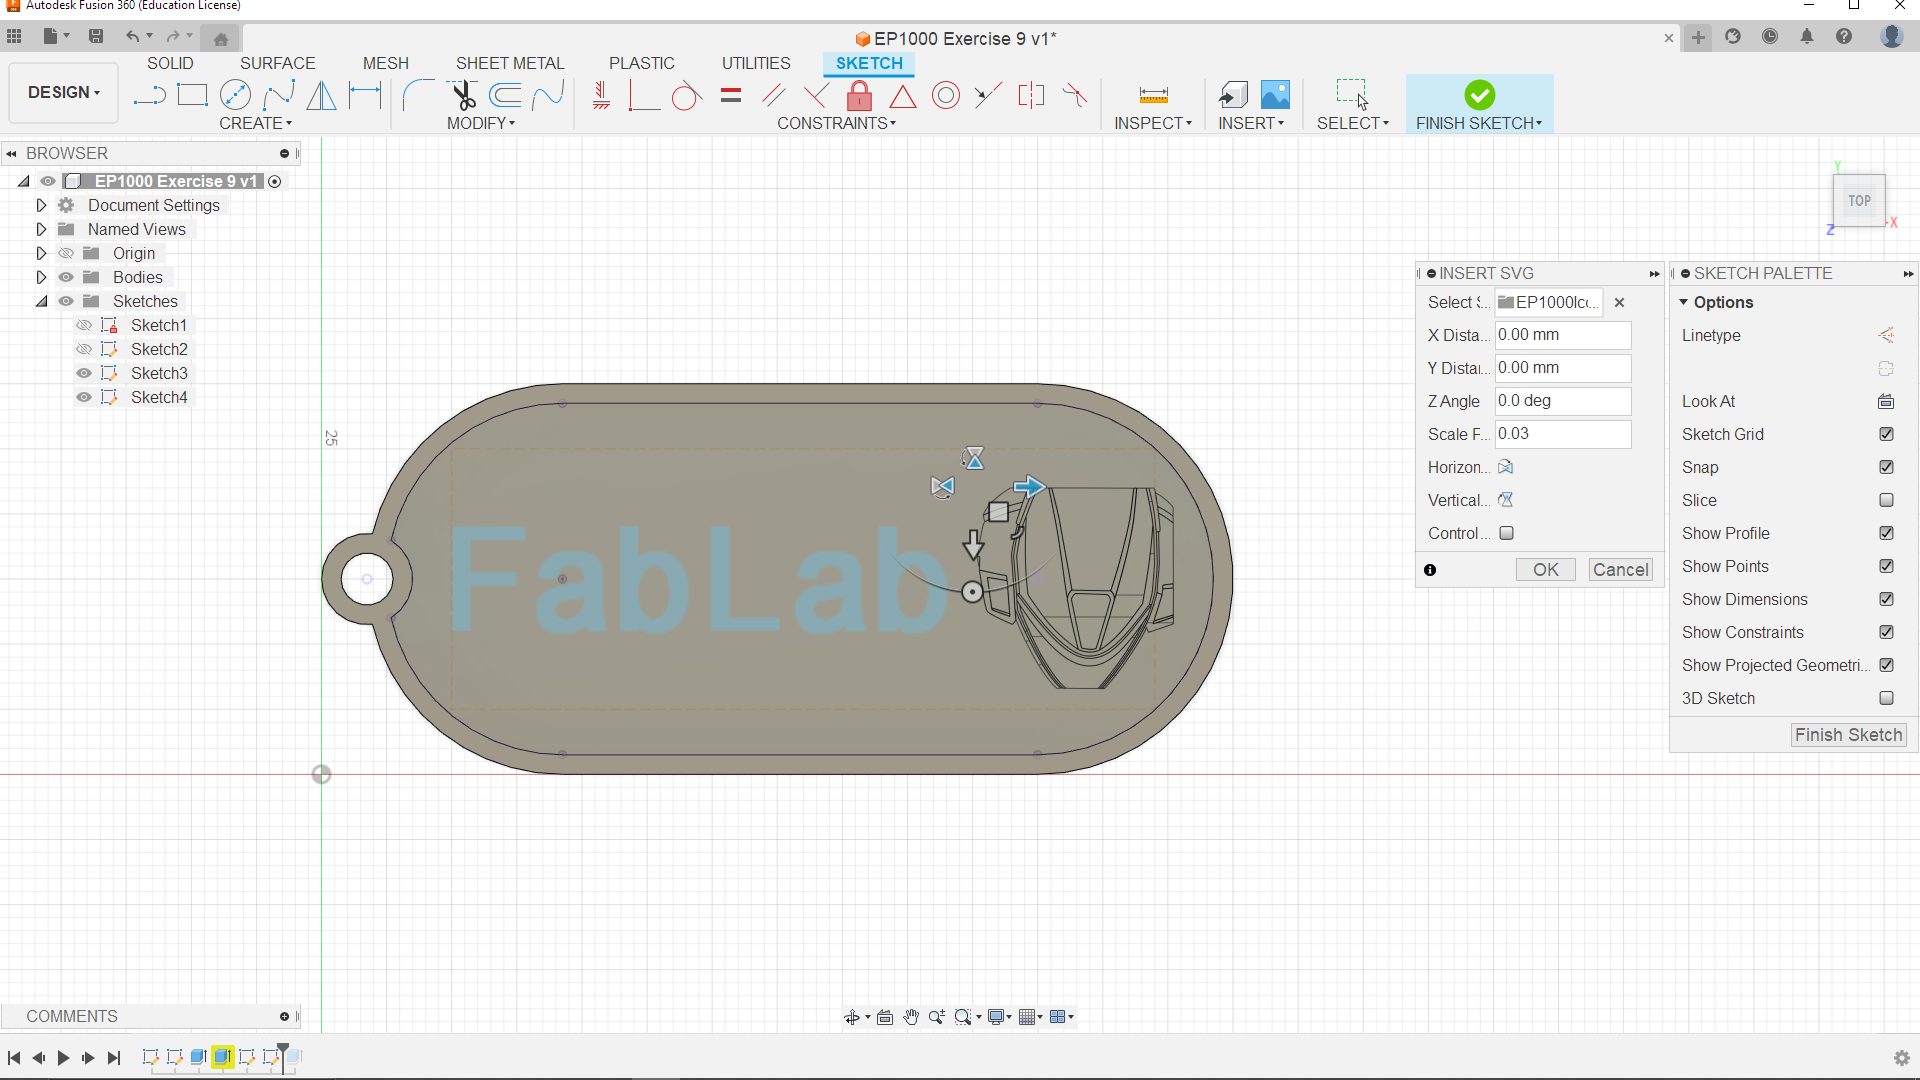 Autodesk Fusion 360 (Education License)
EP1000 Exercise 9 v1*
SOLID SURFACE MESH SHEET METAL PLASTIC UTILITIES SKETCH
DESIGN
CREATE MODIFY CONSTRAINTS INSPECT INSERT SELECT FINISH SKETCH
BROWSER
EP1000 Exercise 9 v1
Document Settings
Named Views
Origin
Bodies
Sketches
Sketch1
Sketch2
Sketch3
Sketch4
25
FabLab
Y
TOP
X
Z
INSERT SVG
Select S... EP1000Ico...
X Dista... 0.00 mm
Y Distan... 0.00 mm
Z Angle 0.0 deg
Scale F... 0.03
Horizon...
Vertical...
Control ...
OK Cancel
SKETCH PALETTE
Options
Linetype
Look At
Sketch Grid
Snap
Slice
Show Profile
Show Points
Show Dimensions
Show Constraints
Show Projected Geometri...
3D Sketch
Finish Sketch
COMMENTS